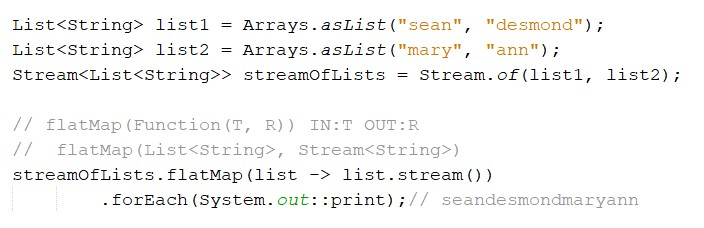 List<String> list1 = Arrays.asList("sean", "desmond");
List<String> list2 = Arrays.asList("mary", "ann");
Stream<List<String>> streamOfLists = Stream.of(list1, list2);
// flatMap(Function(T, R)) IN:T OUT:R
//  flatMap(List<String>, Stream<String>)
streamOfLists.flatMap(list -> list.stream())
        .forEach(System.out::print);// seandesmondmaryann